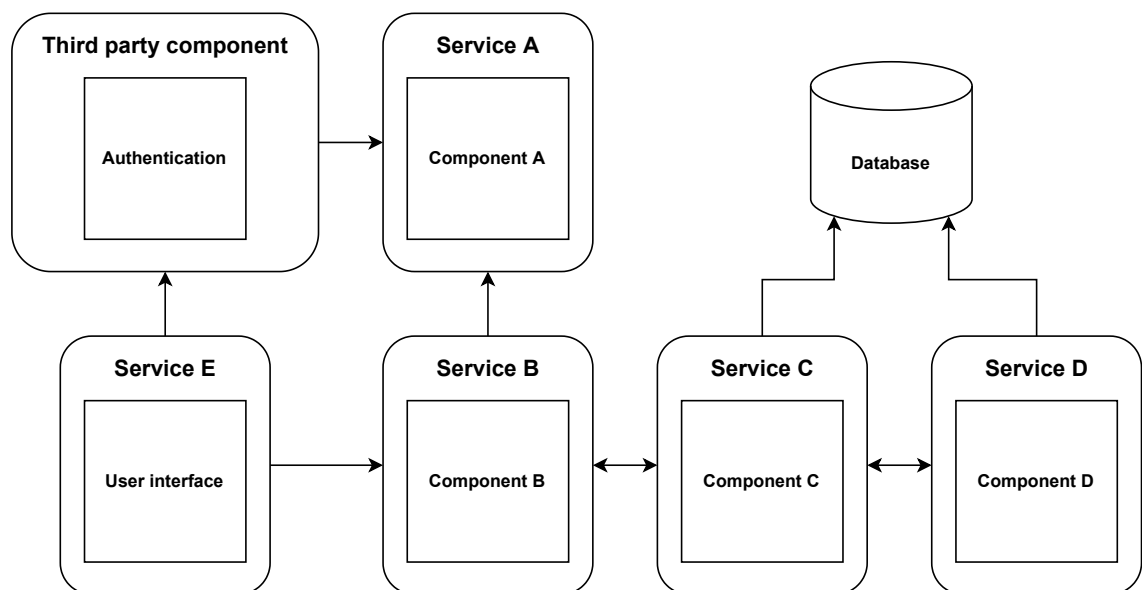 Third party component
Authentication
Service A
Component A
Database
Service E
User interface
Service B
Component B
Service C
Component C
Service D
Component D